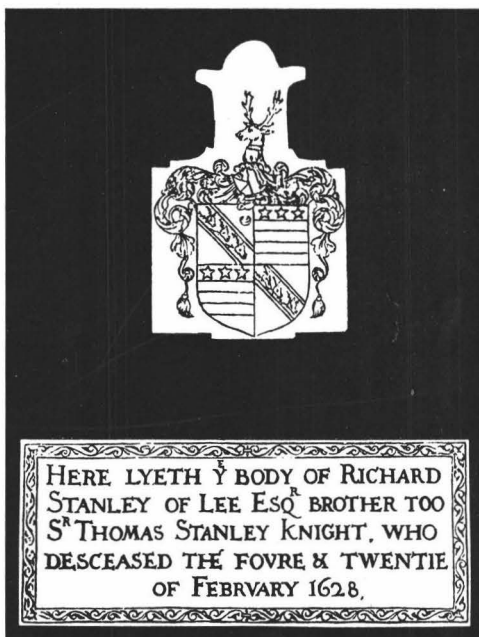 HERE LYETH Yᴱ BODY OF RICHARD
STANLEY OF LEE ESQᴿ BROTHER TOO
Sᴿ THOMAS STANLEY KNIGHT, WHO
DESCEASED THE FOVRE & TWENTIE
OF FEBRVARY 1628,